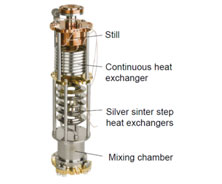 Still
Continuous heat
exchanger
Silver sinter step
heat exchangers
Mixing chamber